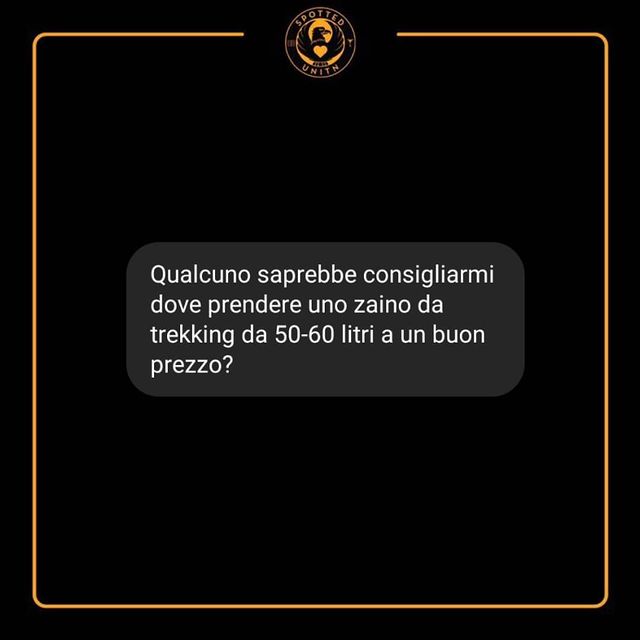 SPOTTED
UNITN
Qualcuno saprebbe consigliarmi
dove prendere uno zaino da
trekking da 50-60 litri a un buon
prezzo?